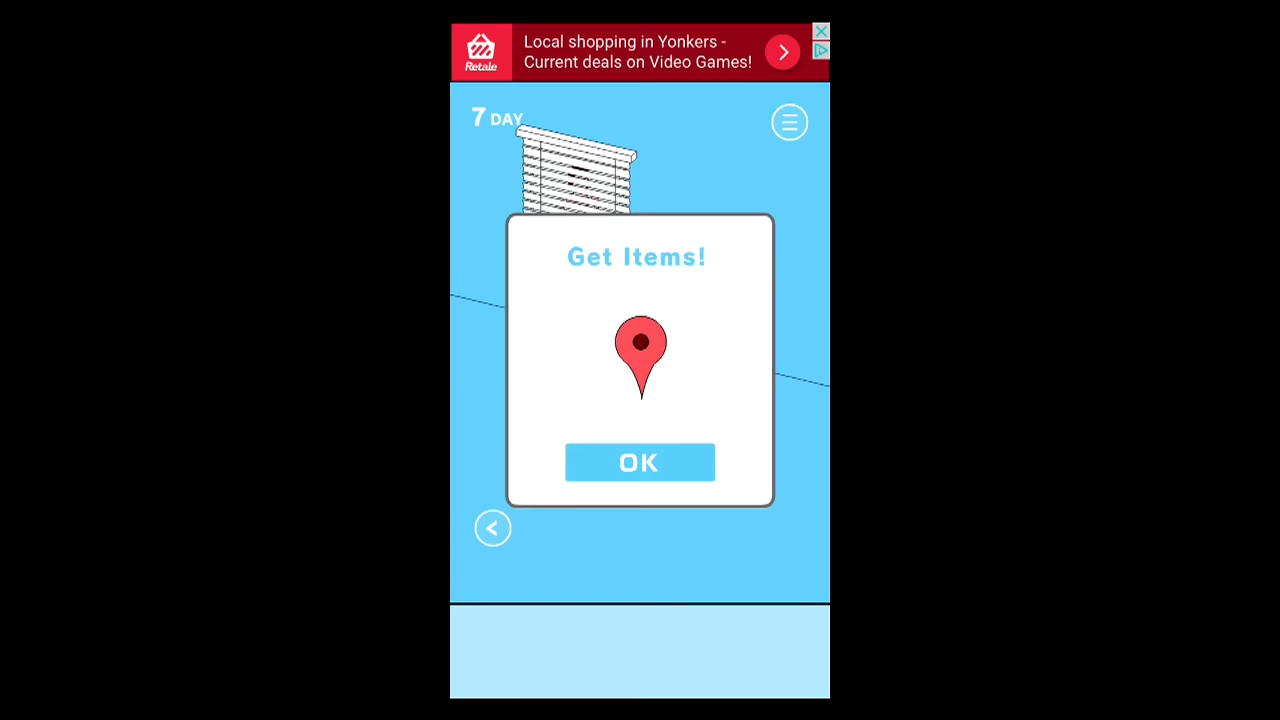 Retale
Local shopping in Yonkers -
Current deals on Video Games!
7 DAY
Get Items!
OK